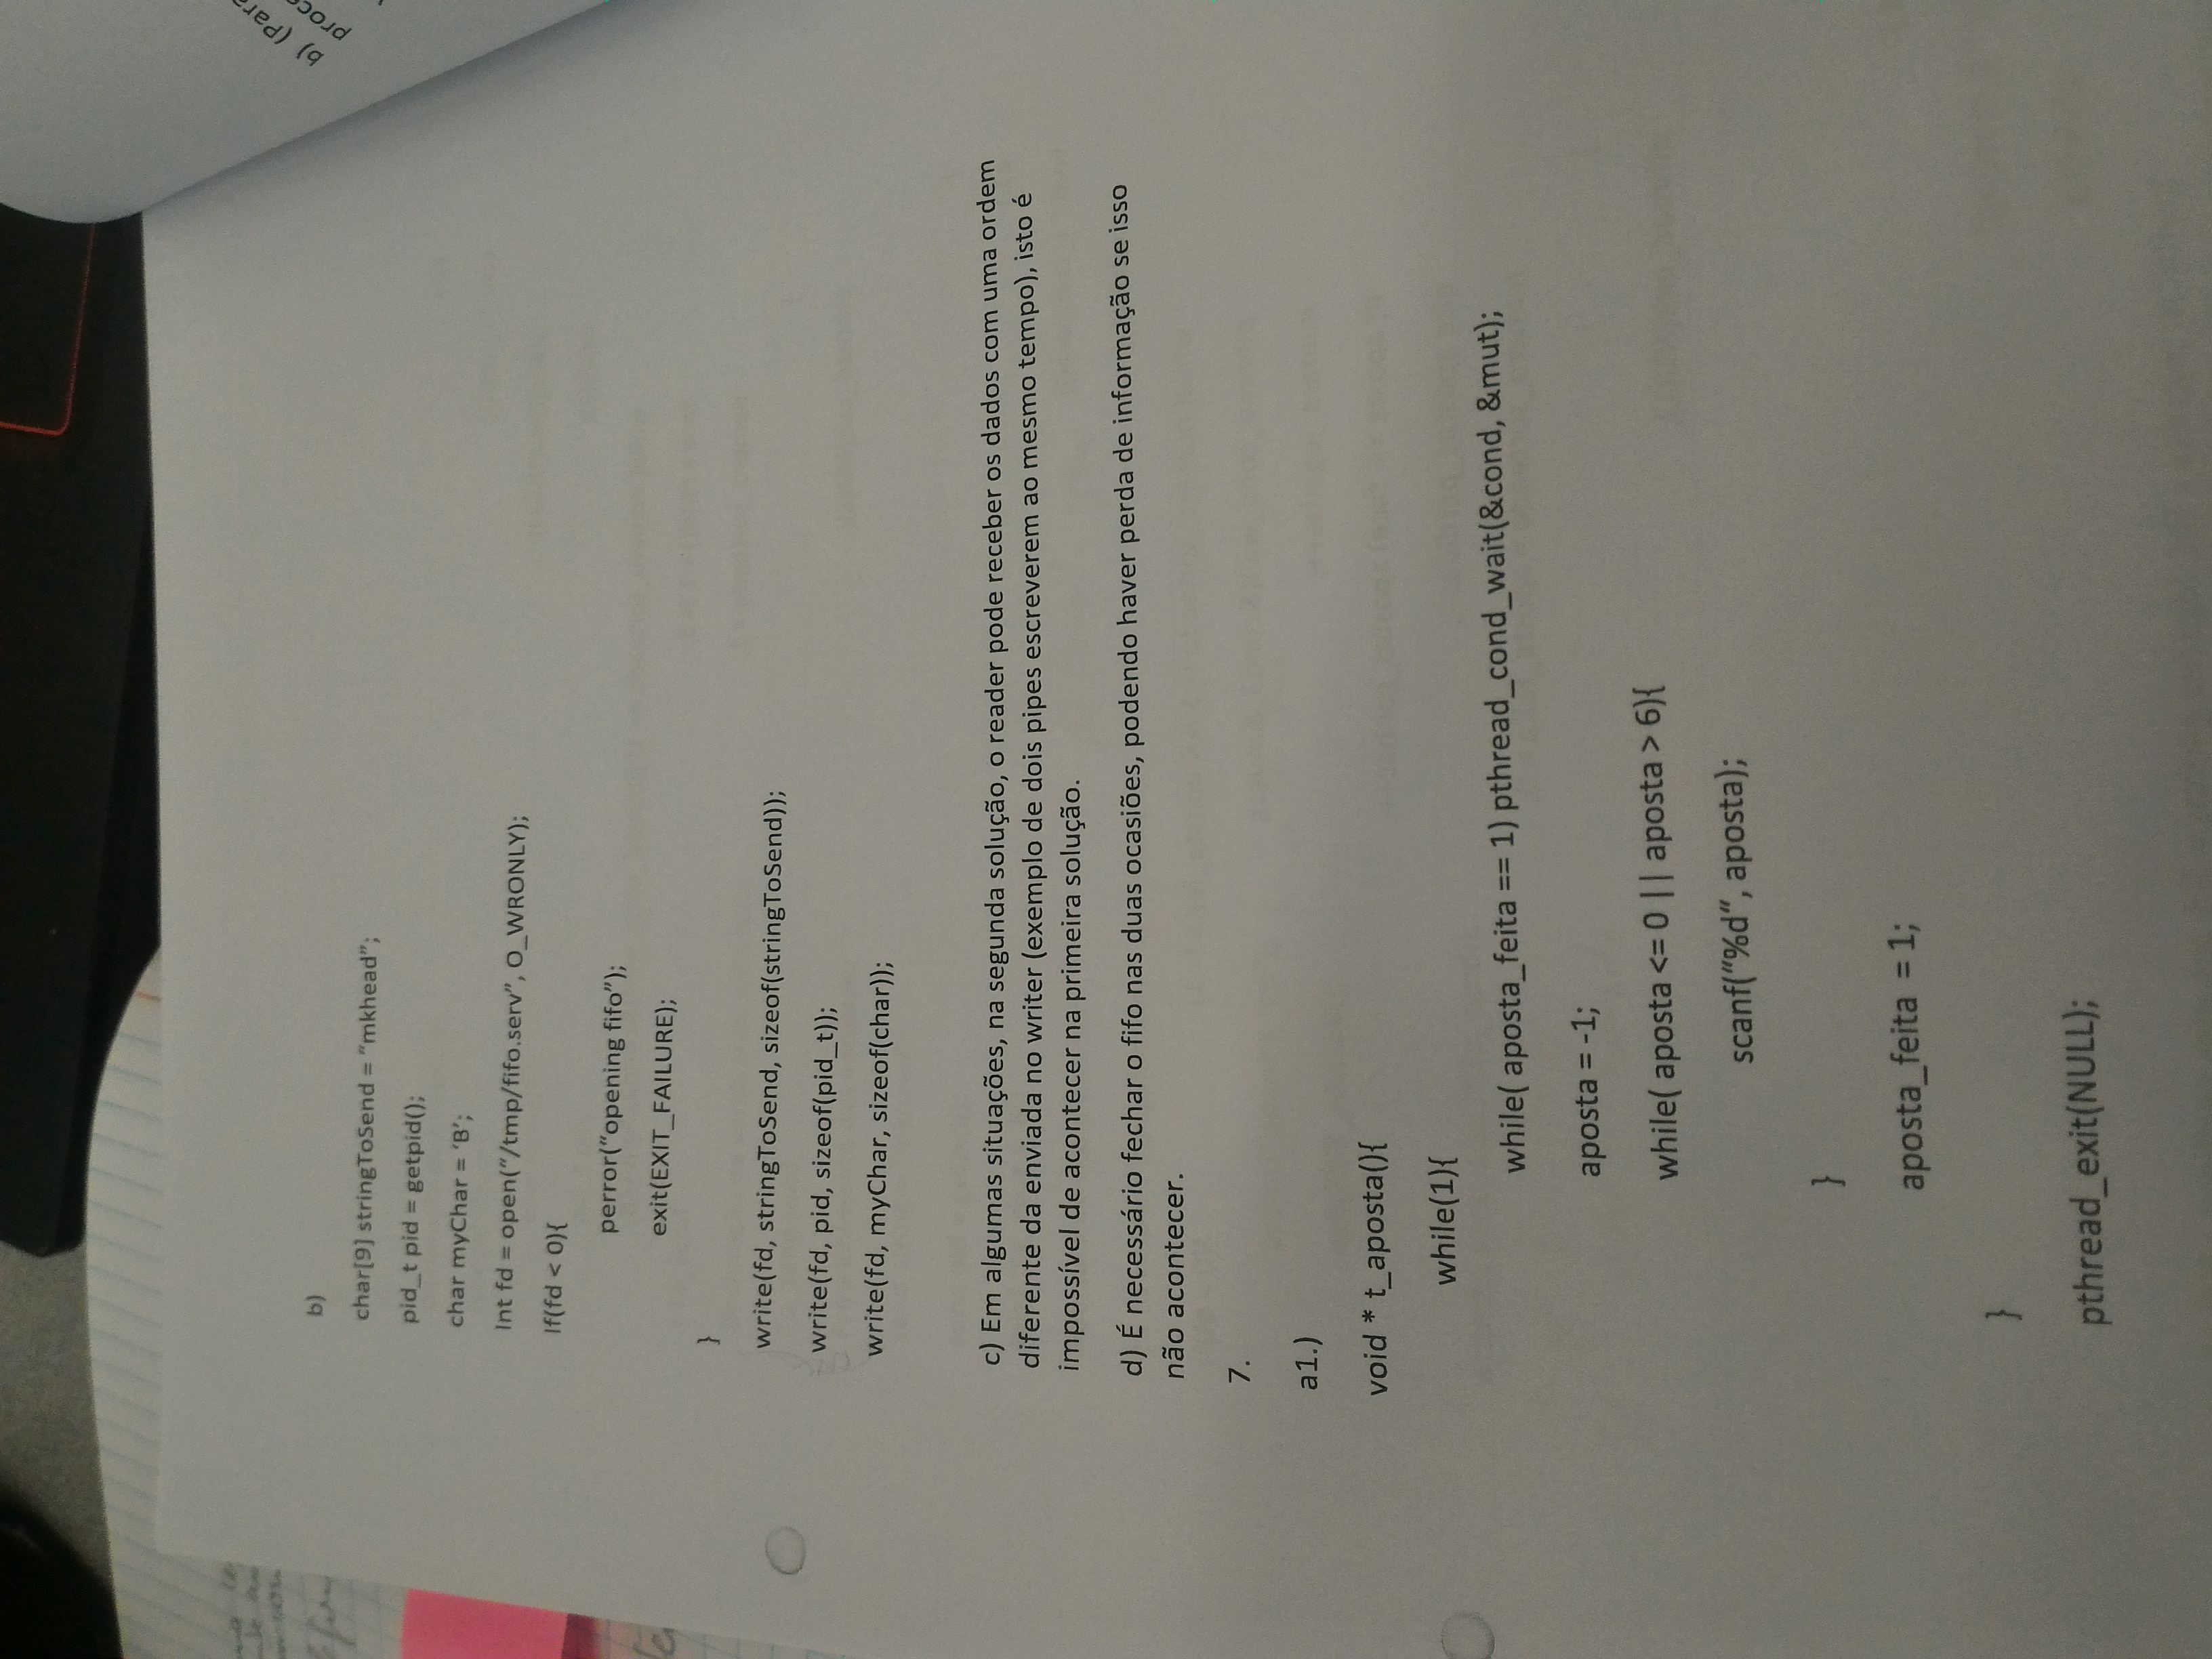 b)
char[9] stringToSend = “mkhead”;
pid_t pid = getpid();
char myChar = ‘B’;
Int fd = open(“/tmp/fifo.serv”, O_WRONLY);
If(fd < 0){
perror(“opening fifo”);
exit(EXIT_FAILURE);
}
write(fd, stringToSend, sizeof(stringToSend));
write(fd, pid, sizeof(pid_t));
write(fd, myChar, sizeof(char));
c) Em algumas situações, na segunda solução, o reader pode receber os dados com uma ordem
diferente da enviada no writer (exemplo de dois pipes escreverem ao mesmo tempo), isto é
impossível de acontecer na primeira solução.
d) É necessário fechar o fifo nas duas ocasiões, podendo haver perda de informação se isso
não acontecer.
7.
a1.)
void * t_aposta(){
while(1){
while( aposta_feita == 1) pthread_cond_wait(&cond, &mut);
aposta = -1;
while( aposta <= 0 || aposta > 6){
scanf(“%d“, aposta);
}
aposta_feita = 1;
}
pthread_exit(NULL);
b) (Para